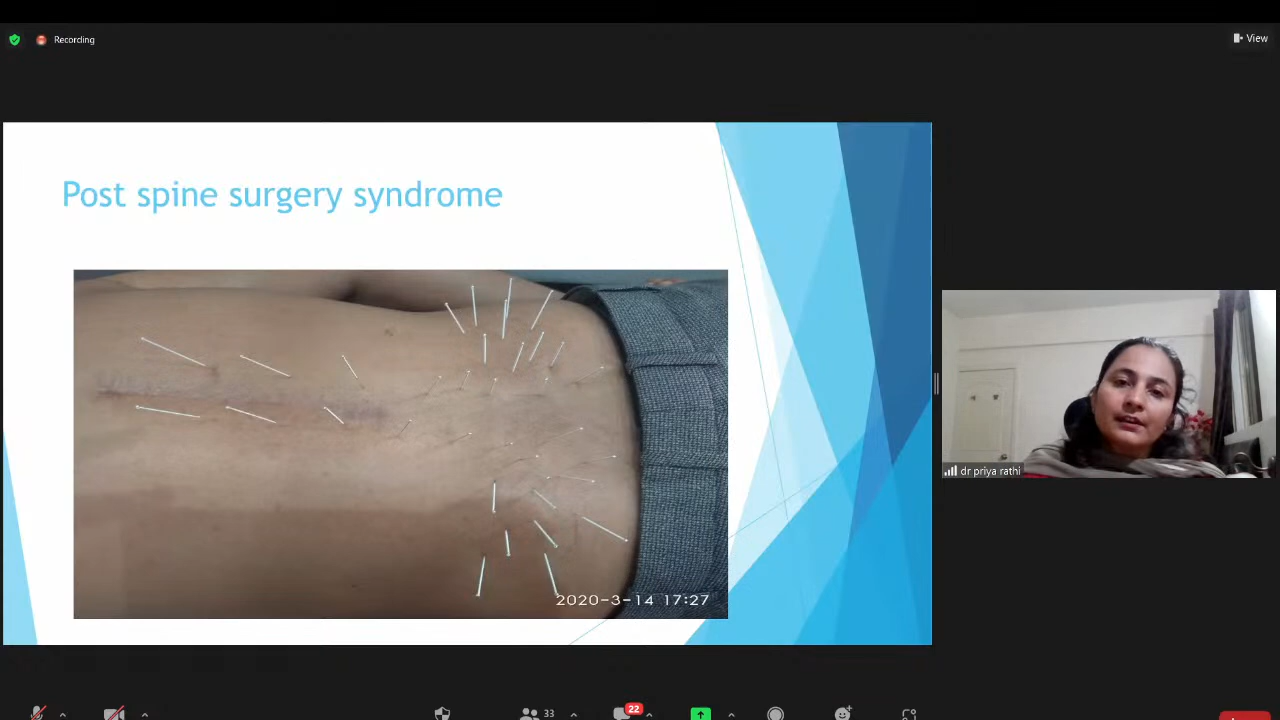 Recording
View
Post spine surgery syndrome
2020-3-14 17:27
dr priya rathi
33
22